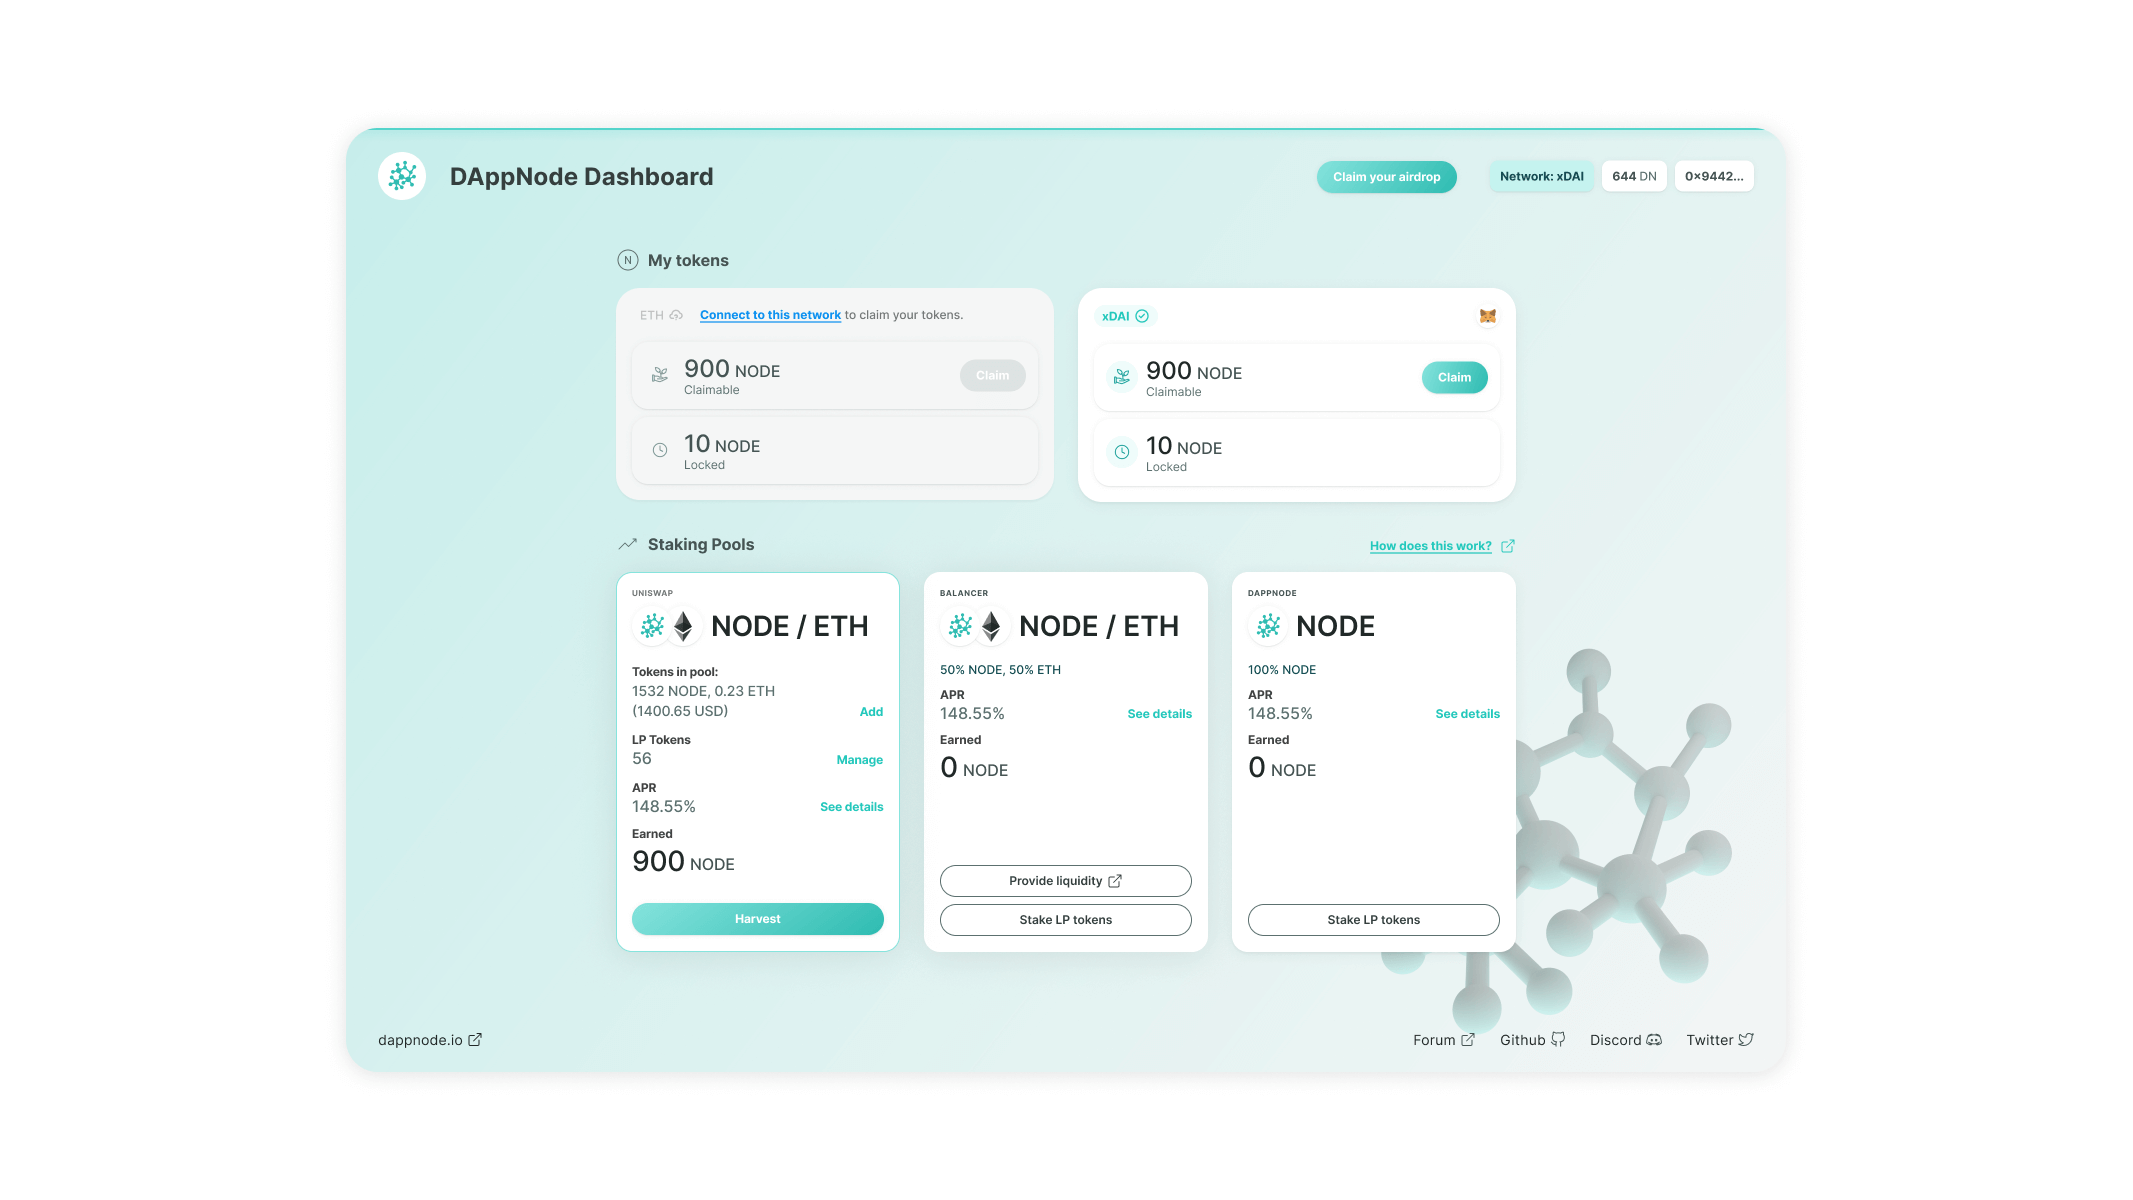 DAppNode Dashboard
Claim your airdrop
Network: xDAI
644 DN
0x9442...
N My tokens
ETH
Connect to this network to claim your tokens.
900 NODE
Claimable
Claim
10 NODE
Locked
xDAI
900 NODE
Claimable
Claim
10 NODE
Locked
Staking Pools
How does this work?
UNISWAP
NODE / ETH
Tokens in pool:
1532 NODE, 0.23 ETH
(1400.65 USD)
Add
LP Tokens
56
Manage
APR
148.55%
See details
Earned
900 NODE
Harvest
BALANCER
NODE / ETH
50% NODE, 50% ETH
APR
148.55%
See details
Earned
0 NODE
Provide liquidity
Stake LP tokens
DAPPNODE
NODE
100% NODE
APR
148.55%
See details
Earned
0 NODE
Stake LP tokens
dappnode.io
Forum
Github
Discord
Twitter